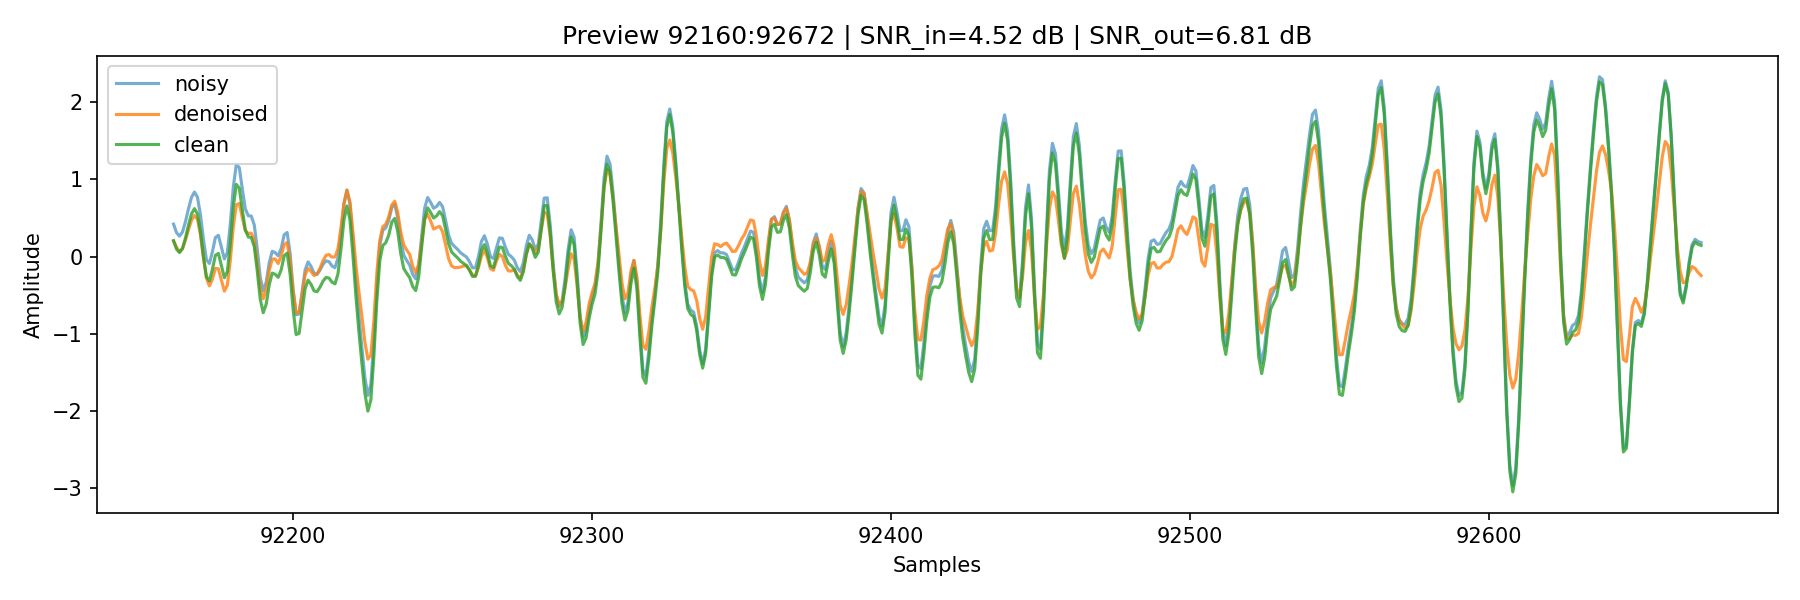 Preview 92160:92672 | SNR_in=4.52 dB | SNR_out=6.81 dB
noisy
denoised
clean
Amplitude
2
1
0
−1
−2
−3
92200 92300 92400 92500 92600
Samples